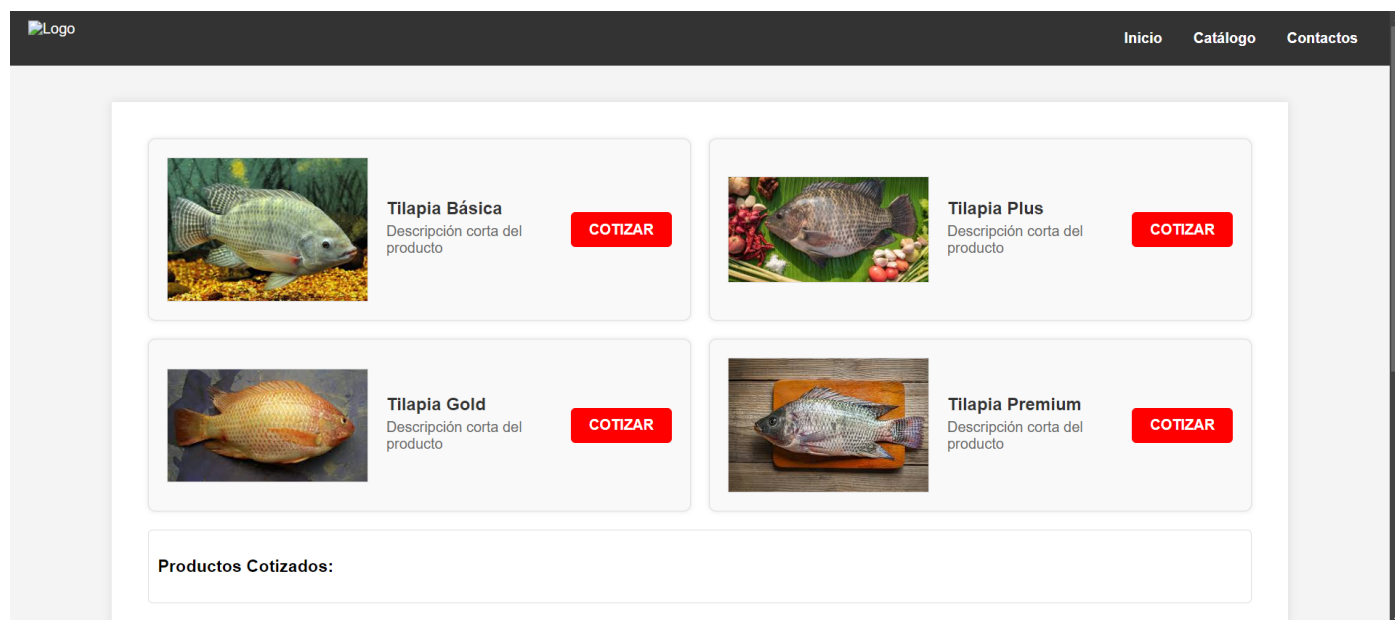 Logo
Inicio Catálogo Contactos
Tilapia Básica
Descripción corta del
producto
COTIZAR
Tilapia Plus
Descripción corta del
producto
COTIZAR
Tilapia Gold
Descripción corta del
producto
COTIZAR
Tilapia Premium
Descripción corta del
producto
COTIZAR
Productos Cotizados: